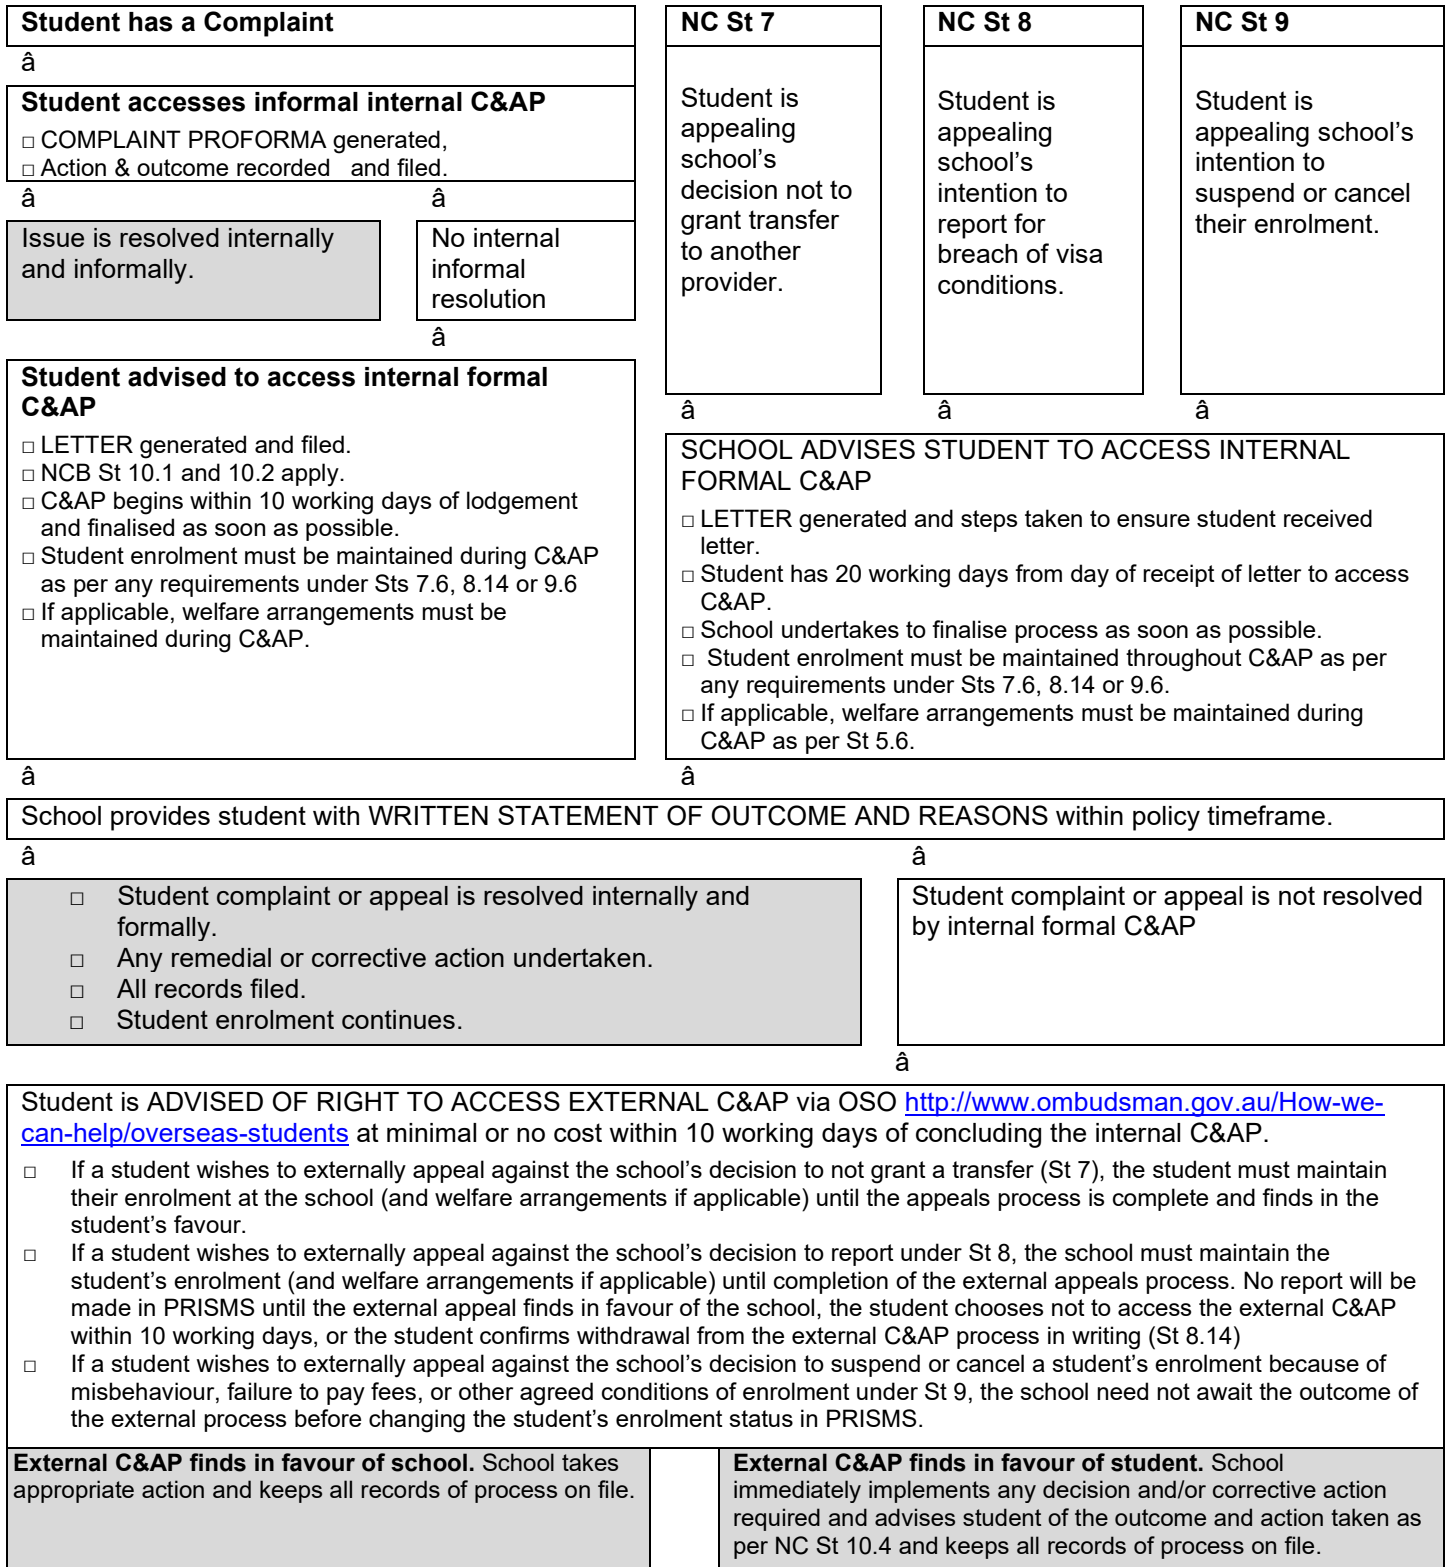 Student has a Complaint
â
Student accesses informal internal C&AP
□ COMPLAINT PROFORMA generated,
□ Action & outcome recorded   and filed.
â â
Issue is resolved internally
and informally.
No internal
informal
resolution
â
Student advised to access internal formal
C&AP
□ LETTER generated and filed.
□ NCB St 10.1 and 10.2 apply.
□ C&AP begins within 10 working days of lodgement
and finalised as soon as possible.
□ Student enrolment must be maintained during C&AP
as per any requirements under Sts 7.6, 8.14 or 9.6
□ If applicable, welfare arrangements must be
maintained during C&AP.
NC St 7
Student is
appealing
school’s
decision not to
grant transfer
to another
provider.
NC St 8
Student is
appealing
school’s
intention to
report for
breach of visa
conditions.
NC St 9
Student is
appealing school’s
intention to
suspend or cancel
their enrolment.
â â â
SCHOOL ADVISES STUDENT TO ACCESS INTERNAL
FORMAL C&AP
□ LETTER generated and steps taken to ensure student received
letter.
□ Student has 20 working days from day of receipt of letter to access
C&AP.
□ School undertakes to finalise process as soon as possible.
□ Student enrolment must be maintained throughout C&AP as per
any requirements under Sts 7.6, 8.14 or 9.6.
□ If applicable, welfare arrangements must be maintained during
C&AP as per St 5.6.
â â
School provides student with WRITTEN STATEMENT OF OUTCOME AND REASONS within policy timeframe.
â â
□ Student complaint or appeal is resolved internally and
formally.
□ Any remedial or corrective action undertaken.
□ All records filed.
□ Student enrolment continues.
Student complaint or appeal is not resolved
by internal formal C&AP
â
Student is ADVISED OF RIGHT TO ACCESS EXTERNAL C&AP via OSO http://www.ombudsman.gov.au/How-we-
can-help/overseas-students at minimal or no cost within 10 working days of concluding the internal C&AP.
□ If a student wishes to externally appeal against the school’s decision to not grant a transfer (St 7), the student must maintain
their enrolment at the school (and welfare arrangements if applicable) until the appeals process is complete and finds in the
student’s favour.
□ If a student wishes to externally appeal against the school’s decision to report under St 8, the school must maintain the
student’s enrolment (and welfare arrangements if applicable) until completion of the external appeals process. No report will be
made in PRISMS until the external appeal finds in favour of the school, the student chooses not to access the external C&AP
within 10 working days, or the student confirms withdrawal from the external C&AP process in writing (St 8.14)
□ If a student wishes to externally appeal against the school’s decision to suspend or cancel a student’s enrolment because of
misbehaviour, failure to pay fees, or other agreed conditions of enrolment under St 9, the school need not await the outcome of
the external process before changing the student’s enrolment status in PRISMS.
External C&AP finds in favour of school. School takes
appropriate action and keeps all records of process on file.
External C&AP finds in favour of student. School
immediately implements any decision and/or corrective action
required and advises student of the outcome and action taken as
per NC St 10.4 and keeps all records of process on file.